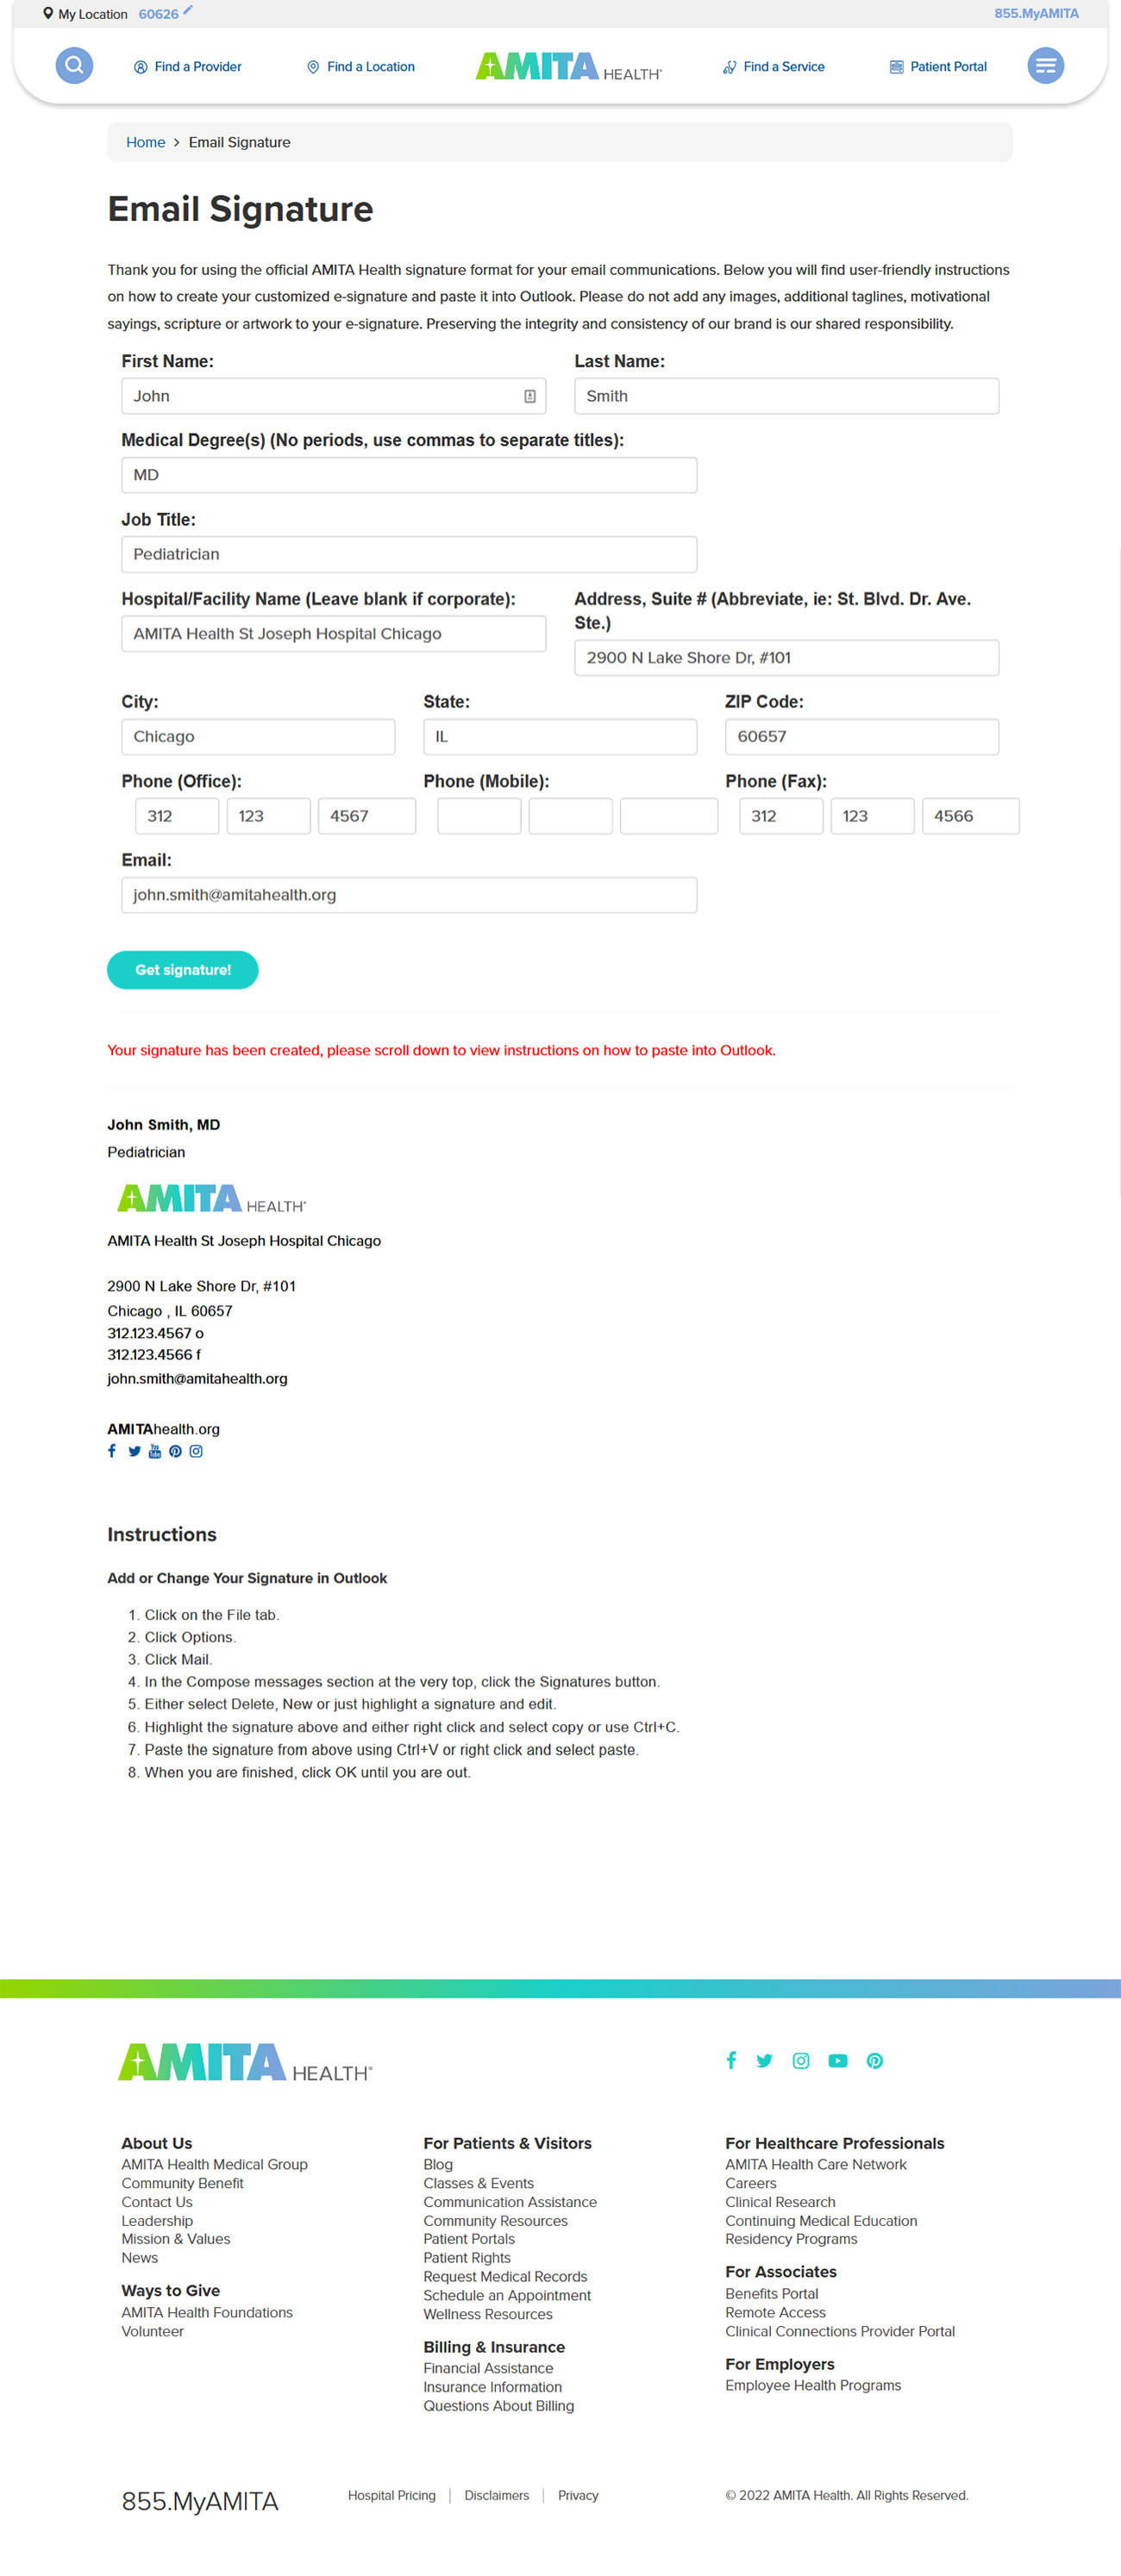 My Location 60626
855.MyAMITA
Find a Provider
Find a Location
AMITA HEALTH
Find a Service
Patient Portal
Home > Email Signature
Email Signature
Thank you for using the official AMITA Health signature format for your email communications. Below you will find user-friendly instructions
on how to create your customized e-signature and paste it into Outlook. Please do not add any images, additional taglines, motivational
sayings, scripture or artwork to your e-signature. Preserving the integrity and consistency of our brand is our shared responsibility.
First Name: Last Name:
John Smith
Medical Degree(s) (No periods, use commas to separate titles):
MD
Job Title:
Pediatrician
Hospital/Facility Name (Leave blank if corporate):
AMITA Health St Joseph Hospital Chicago
Address, Suite # (Abbreviate, ie: St. Blvd. Dr. Ave.
Ste.)
2900 N Lake Shore Dr, #101
City: State: ZIP Code:
Chicago IL 60657
Phone (Office): Phone (Mobile): Phone (Fax):
312 123 4567 312 123 4566
Email:
john.smith@amitahealth.org
Get signature!
Your signature has been created, please scroll down to view instructions on how to paste into Outlook.
John Smith, MD
Pediatrician
AMITA HEALTH
AMITA Health St Joseph Hospital Chicago
2900 N Lake Shore Dr, #101
Chicago , IL 60657
312.123.4567 o
312.123.4566 f
john.smith@amitahealth.org
AMITAhealth.org
Instructions
Add or Change Your Signature in Outlook
1. Click on the File tab.
2. Click Options.
3. Click Mail.
4. In the Compose messages section at the very top, click the Signatures button.
5. Either select Delete, New or just highlight a signature and edit.
6. Highlight the signature above and either right click and select copy or use Ctrl+C.
7. Paste the signature from above using Ctrl+V or right click and select paste.
8. When you are finished, click OK until you are out.
AMITA HEALTH
About Us
AMITA Health Medical Group
Community Benefit
Contact Us
Leadership
Mission & Values
News
Ways to Give
AMITA Health Foundations
Volunteer
For Patients & Visitors
Blog
Classes & Events
Communication Assistance
Community Resources
Patient Portals
Patient Rights
Request Medical Records
Schedule an Appointment
Wellness Resources
Billing & Insurance
Financial Assistance
Insurance Information
Questions About Billing
For Healthcare Professionals
AMITA Health Care Network
Careers
Clinical Research
Continuing Medical Education
Residency Programs
For Associates
Benefits Portal
Remote Access
Clinical Connections Provider Portal
For Employers
Employee Health Programs
855.MyAMITA
Hospital Pricing | Disclaimers | Privacy
© 2022 AMITA Health. All Rights Reserved.